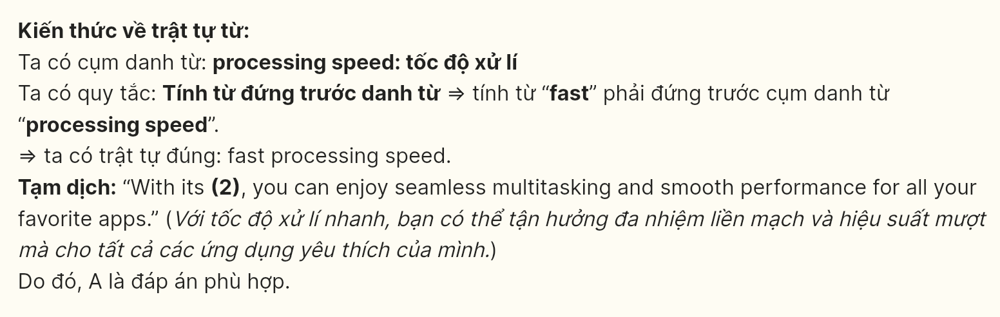 Kiến thức về trật tự từ:
Ta có cụm danh từ: processing speed: tốc độ xử lí
Ta có quy tắc: Tính từ đứng trước danh từ ⇒ tính từ “fast” phải đứng trước cụm danh từ
“processing speed”.
⇒ ta có trật tự đúng: fast processing speed.
Tạm dịch: “With its (2), you can enjoy seamless multitasking and smooth performance for all your
favorite apps.” (Với tốc độ xử lí nhanh, bạn có thể tận hưởng đa nhiệm liền mạch và hiệu suất mượt
mà cho tất cả các ứng dụng yêu thích của mình.)
Do đó, A là đáp án phù hợp.